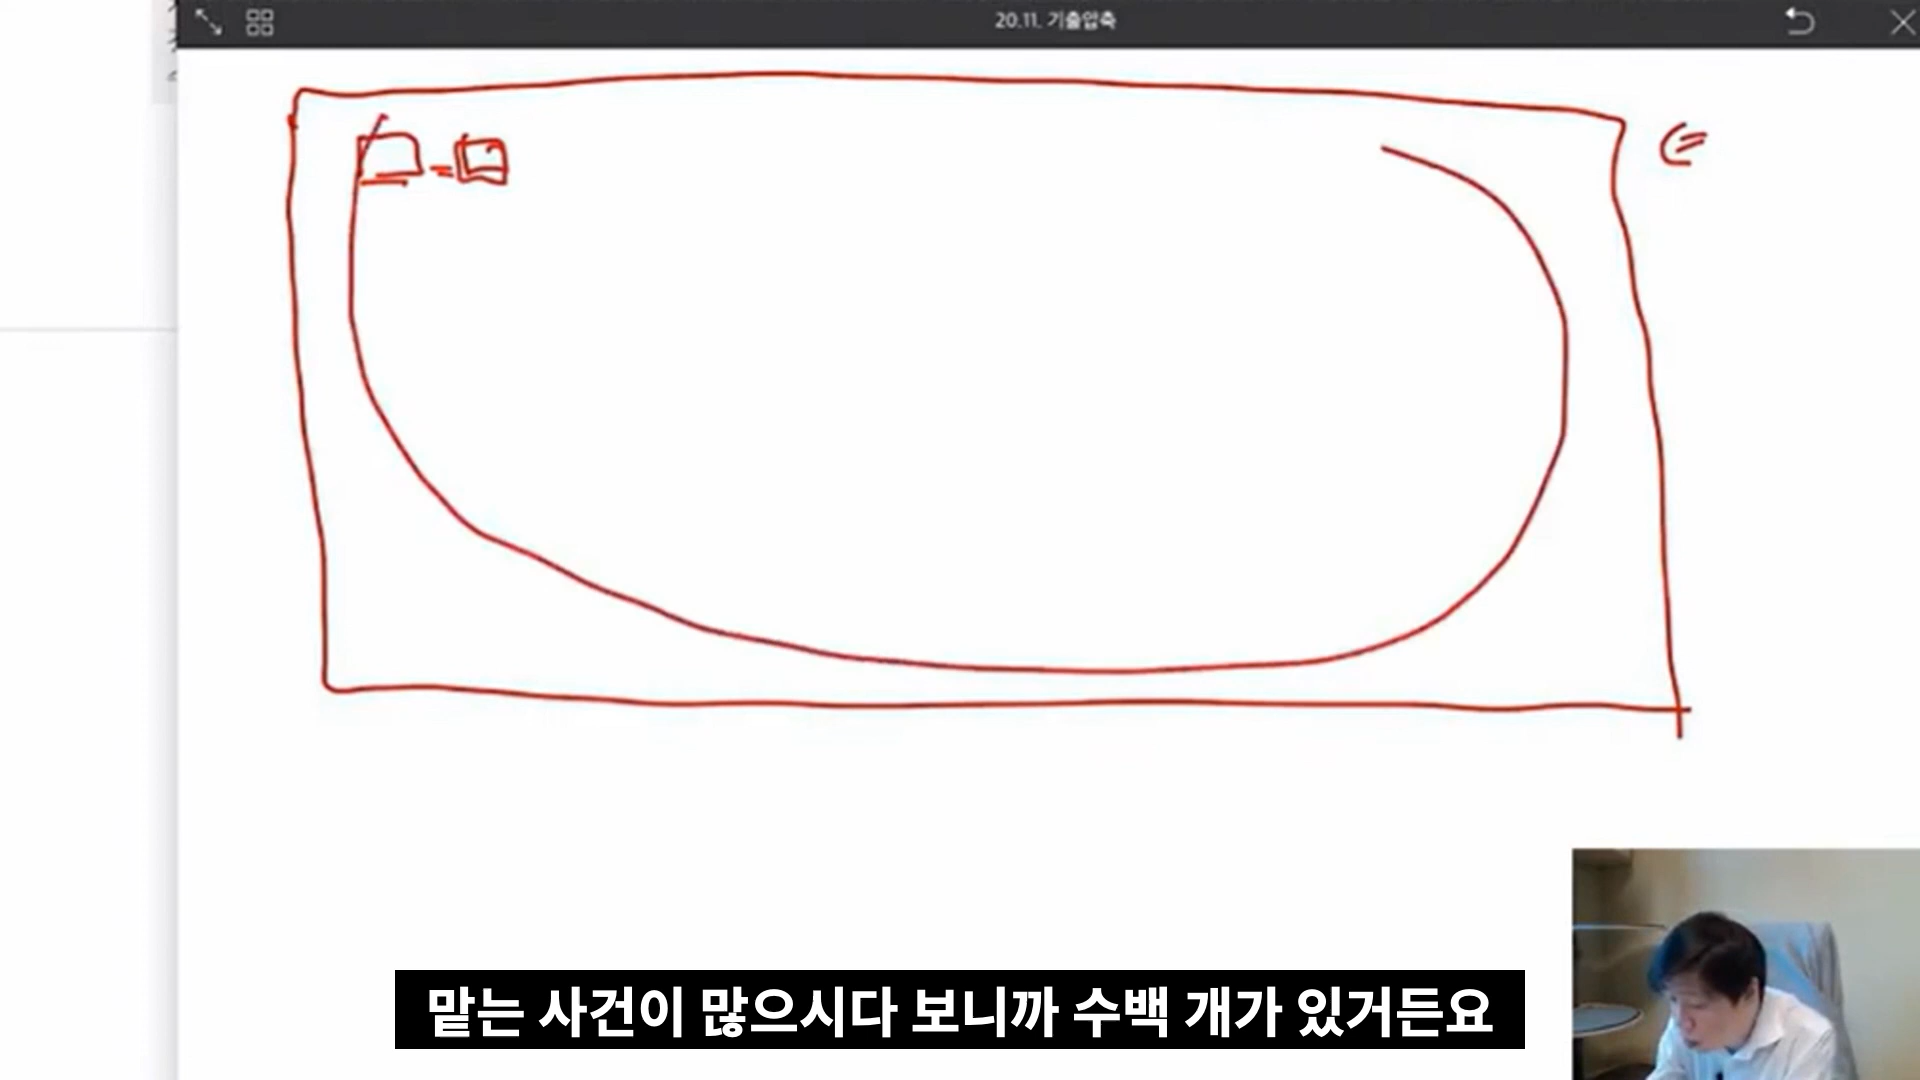 20.11. 기출압축
맡는 사건이 많으시다 보니까 수백 개가 있거든요